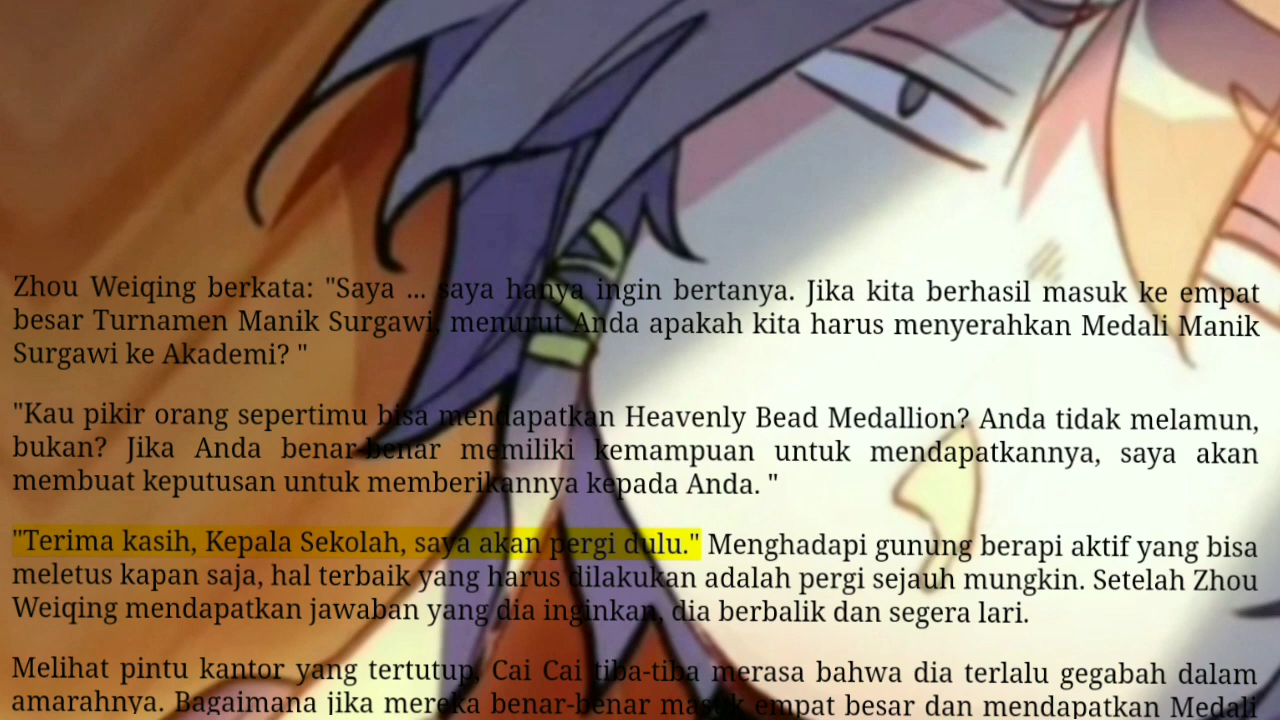 Zhou Weiqing berkata: "Saya ... saya hanya ingin bertanya. Jika kita berhasil masuk ke empat
besar Turnamen Manik Surgawi, menurut Anda apakah kita harus menyerahkan Medali Manik
Surgawi ke Akademi? "
"Kau pikir orang sepertimu bisa mendapatkan Heavenly Bead Medallion? Anda tidak melamun,
bukan? Jika Anda benar-benar memiliki kemampuan untuk mendapatkannya, saya akan
membuat keputusan untuk memberikannya kepada Anda. "
"Terima kasih, Kepala Sekolah, saya akan pergi dulu." Menghadapi gunung berapi aktif yang bisa
meletus kapan saja, hal terbaik yang harus dilakukan adalah pergi sejauh mungkin. Setelah Zhou
Weiqing mendapatkan jawaban yang dia inginkan, dia berbalik dan segera lari.
Melihat pintu kantor yang tertutup, Cai Cai tiba-tiba merasa bahwa dia terlalu gegabah dalam
amarahnya. Bagaimana jika mereka benar-benar masuk empat besar dan mendapatkan Medali